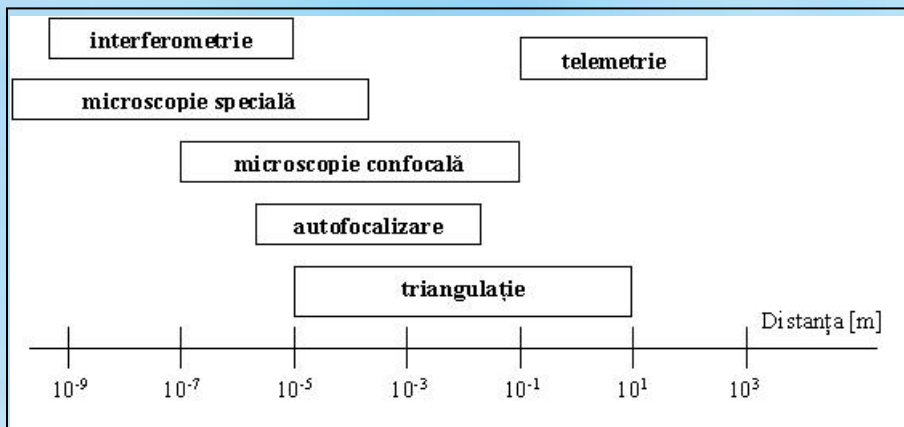 interferometrie
telemetrie
microscopie specială
microscopie confocală
autofocalizare
triangulație
Distanța [m]
10⁻⁹ 10⁻⁷ 10⁻⁵ 10⁻³ 10⁻¹ 10¹ 10³